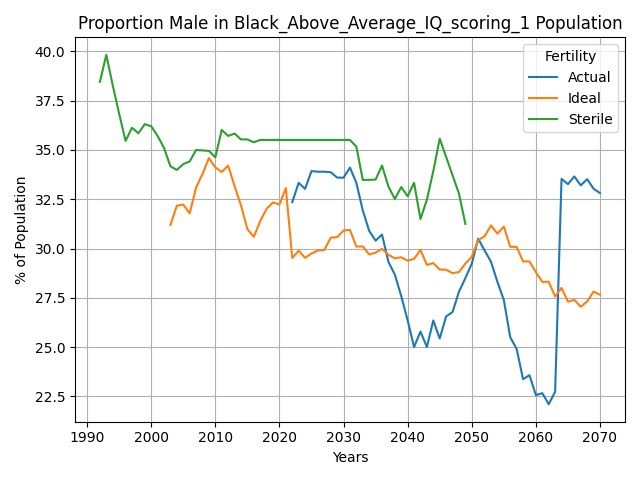 Proportion Male in Black_Above_Average_IQ_scoring_1 Population
% of Population
40.0
37.5
35.0
32.5
30.0
27.5
25.0
22.5
Fertility
Actual
Ideal
Sterile
1990 2000 2010 2020 2030 2040 2050 2060 2070
Years